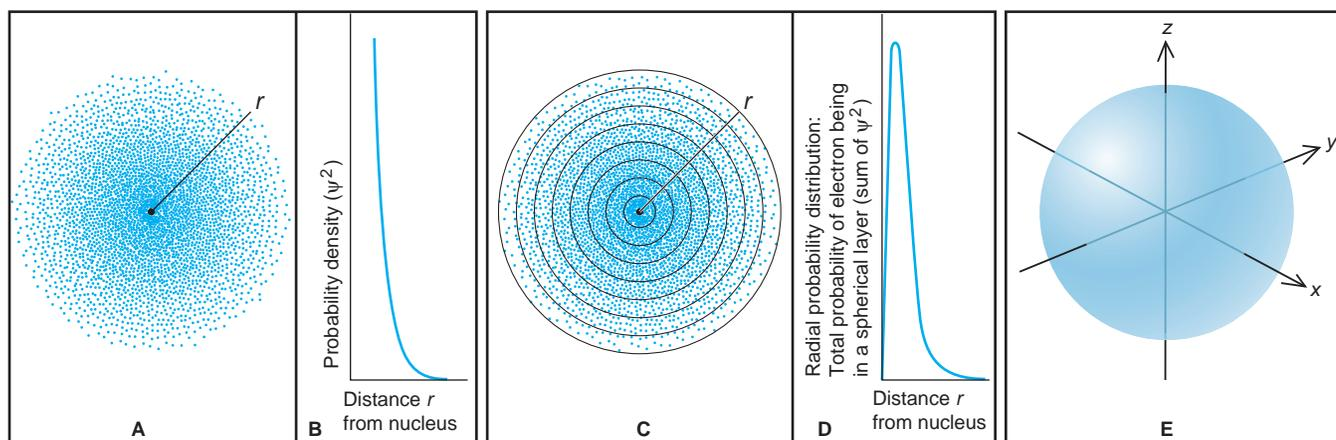 r
A
Probability density (ψ²)
Distance r
from nucleus
B
r
C
Radial probability distribution:
Total probability of electron being
in a spherical layer (sum of ψ²)
Distance r
from nucleus
D
z
y
x
E